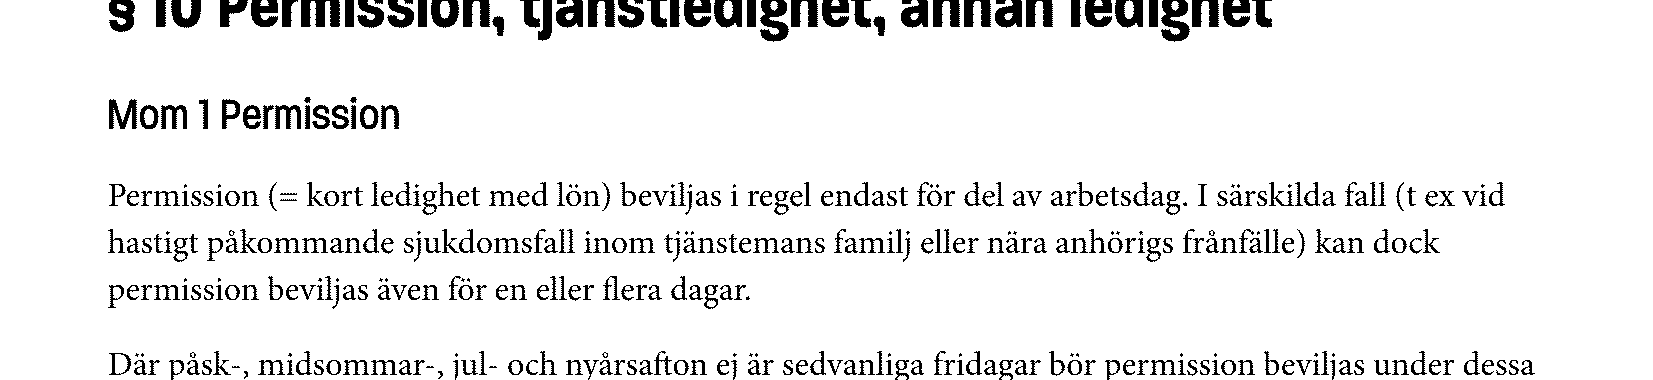 § 10 Permission, tjänstledighet, annan ledighet
Mom 1 Permission
Permission (= kort ledighet med lön) beviljas i regel endast för del av arbetsdag. I särskilda fall (t ex vid
hastigt påkommande sjukdomsfall inom tjänstemans familj eller nära anhörigs frånfälle) kan dock
permission beviljas även för en eller flera dagar.
Där påsk-, midsommar-, jul- och nyårsafton ej är sedvanliga fridagar bör permission beviljas under dessa